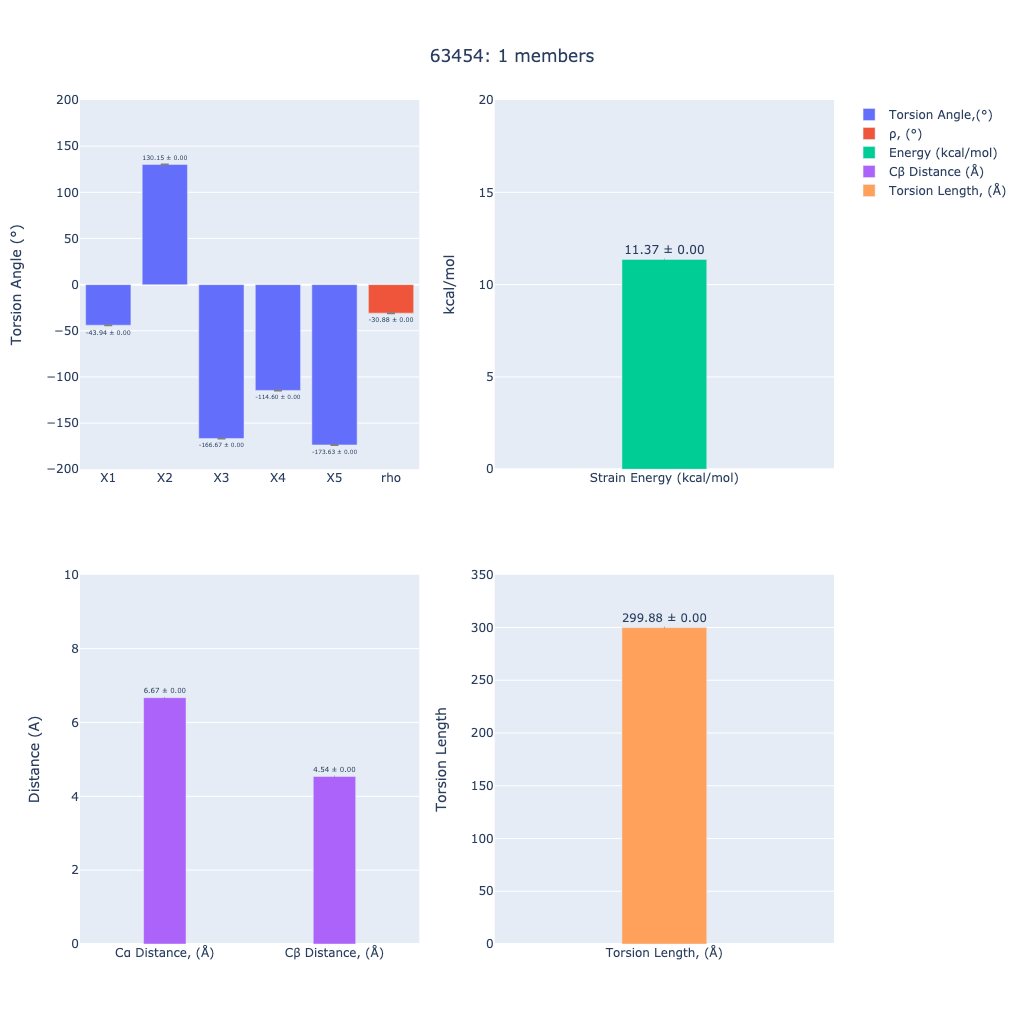 63454: 1 members
Torsion Angle (°)
200
150
100
50
0
−50
−100
−150
−200
-43.94 ± 0.00
130.15 ± 0.00
-166.67 ± 0.00
-114.60 ± 0.00
-173.63 ± 0.00
-30.88 ± 0.00
X1 X2 X3 X4 X5 rho
kcal/mol
20
15
10
5
0
11.37 ± 0.00
Strain Energy (kcal/mol)
Torsion Angle,(°)
ρ, (°)
Energy (kcal/mol)
Cβ Distance (Å)
Torsion Length, (Å)
Distance (A)
10
8
6
4
2
0
6.67 ± 0.00
4.54 ± 0.00
Cα Distance, (Å) Cβ Distance, (Å)
Torsion Length
350
300
250
200
150
100
50
0
299.88 ± 0.00
Torsion Length, (Å)